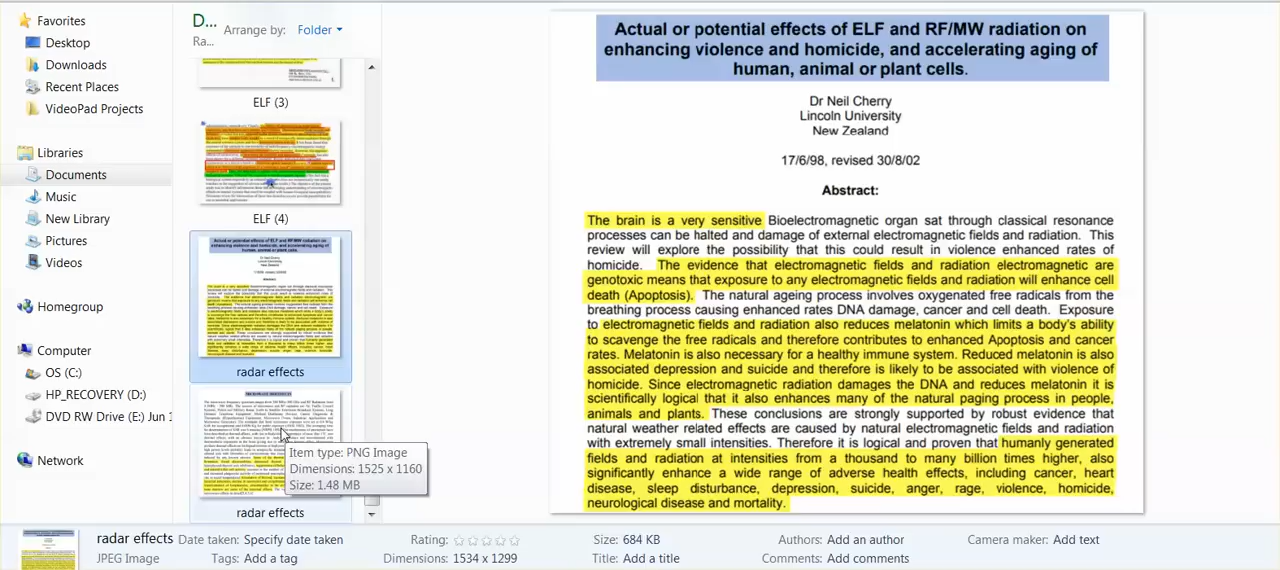 Favorites
Desktop
Downloads
Recent Places
VideoPad Projects
Libraries
Documents
Music
New Library
Pictures
Videos
Homegroup
Computer
OS (C:)
HP_RECOVERY (D:)
DVD RW Drive (E:) Jun 1
Network
D...
Ra...
Arrange by: Folder
ELF (3)
ELF (4)
radar effects
Item type: PNG Image
Dimensions: 1525 x 1160
Size: 1.48 MB
radar effects
Actual or potential effects of ELF and RF/MW radiation on
enhancing violence and homicide, and accelerating aging of
human, animal or plant cells.
Dr Neil Cherry
Lincoln University
New Zealand
17/6/98, revised 30/8/02
Abstract:
The brain is a very sensitive Bioelectromagnetic organ sat through classical resonance
processes can be halted and damage of external electromagnetic fields and radiation. This
review will explore the possibility that this could result in violence enhanced rates of
homicide. The evidence that electromagnetic fields and radiation electromagnetic are
genotoxic means that exposure to any electromagnetic fields and radiation will enhance cell
death (Apoptosis). The natural ageing process involves oxygenated free radicals from the
breathing process causing enhanced rates DNA damage, cancer and cell death. Exposure
to electromagnetic fields and radiation also reduces melatonin which limits a body's ability
to scavenge the free radicals and therefore contributes to enhanced Apoptosis and cancer
rates. Melatonin is also necessary for a healthy immune system. Reduced melatonin is also
associated depression and suicide and therefore is likely to be associated with violence of
homicide. Since electromagnetic radiation damages the DNA and reduces melatonin it is
scientifically logical that it also enhances many of the natural paging process in people,
animals and plants. These conclusions are strongly supported by robust evidence that
natural weather related effects are caused by natural electromagnetic fields and radiation
with extremely small intensities. Therefore it is logical and proven that humanly generated
fields and radiation at intensities from a thousand to many billion times higher, also
significantly enhance a wide range of adverse health effects, including cancer, heart
disease, sleep disturbance, depression, suicide, anger, rage, violence, homicide,
neurological disease and mortality.
radar effects Date taken: Specify date taken Rating: Size: 684 KB Authors: Add an author Camera maker: Add text
JPEG Image Tags: Add a tag Dimensions: 1534 x 1299 Title: Add a title Comments: Add comments